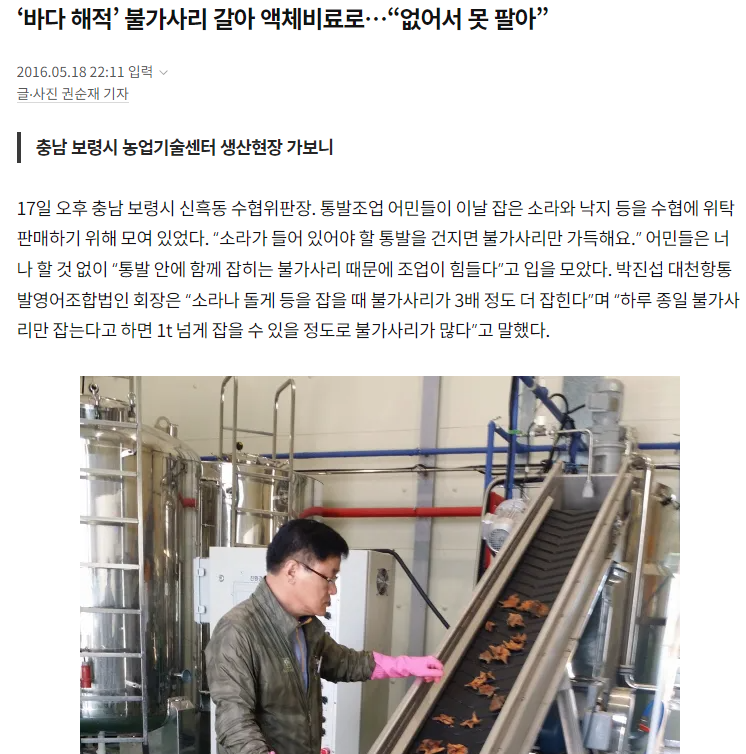 ‘바다 해적’ 불가사리 갈아 액체비료로…“없어서 못 팔아”
2016.05.18 22:11 입력
글·사진 권순재 기자
충남 보령시 농업기술센터 생산현장 가보니
17일 오후 충남 보령시 신흑동 수협위판장. 통발조업 어민들이 이날 잡은 소라와 낙지 등을 수협에 위탁
판매하기 위해 모여 있었다. “소라가 들어 있어야 할 통발을 건지면 불가사리만 가득해요.” 어민들은 너
나 할 것 없이 “통발 안에 함께 잡히는 불가사리 때문에 조업이 힘들다”고 입을 모았다. 박진섭 대천항통
발영어조합법인 회장은 “소라나 돌게 등을 잡을 때 불가사리가 3배 정도 더 잡힌다”며 “하루 종일 불가사
리만 잡는다고 하면 1t 넘게 잡을 수 있을 정도로 불가사리가 많다”고 말했다.